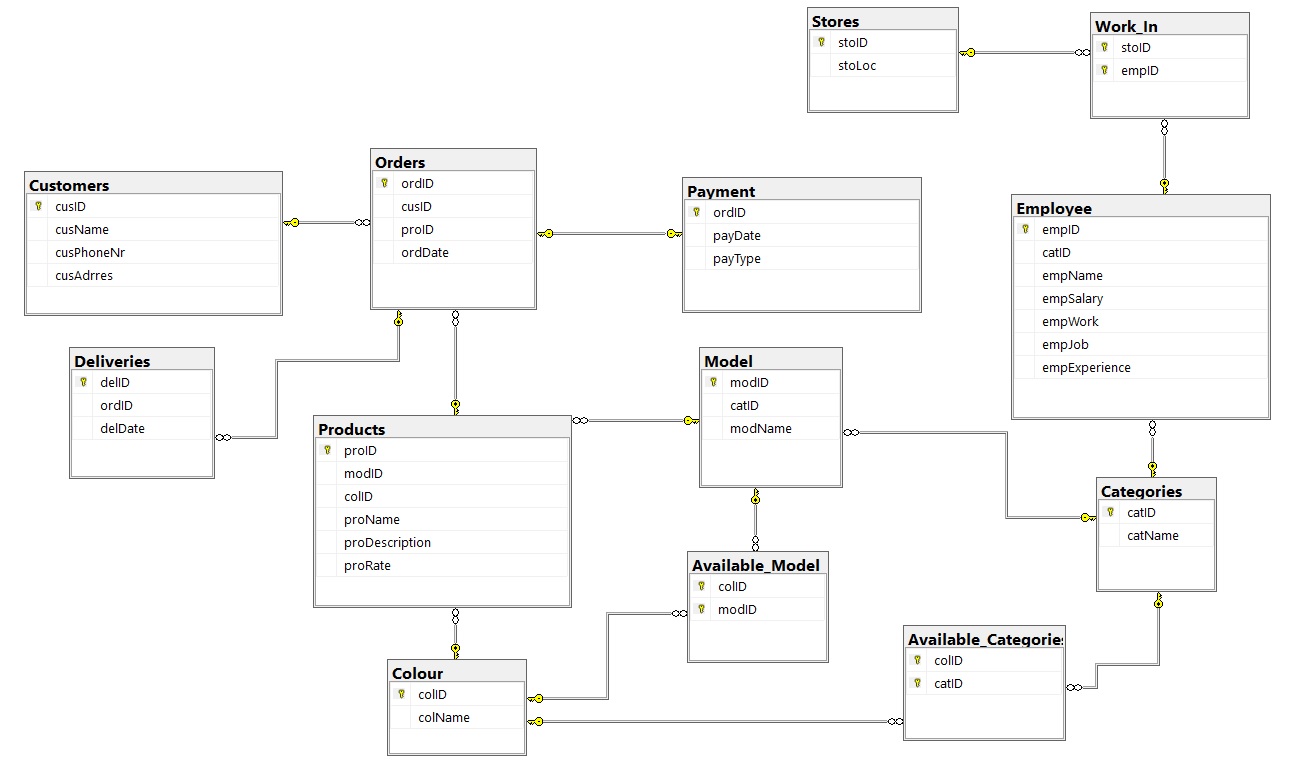 Stores
stoID
stoLoc
Work_In
stoID
empID
Customers
cusID
cusName
cusPhoneNr
cusAdrres
Orders
ordID
cusID
proID
ordDate
Payment
ordID
payDate
payType
Employee
empID
catID
empName
empSalary
empWork
empJob
empExperience
Deliveries
delID
ordID
delDate
Products
proID
modID
colID
proName
proDescription
proRate
Model
modID
catID
modName
Categories
catID
catName
Available_Model
colID
modID
Available_Categorie
colID
catID
Colour
colID
colName